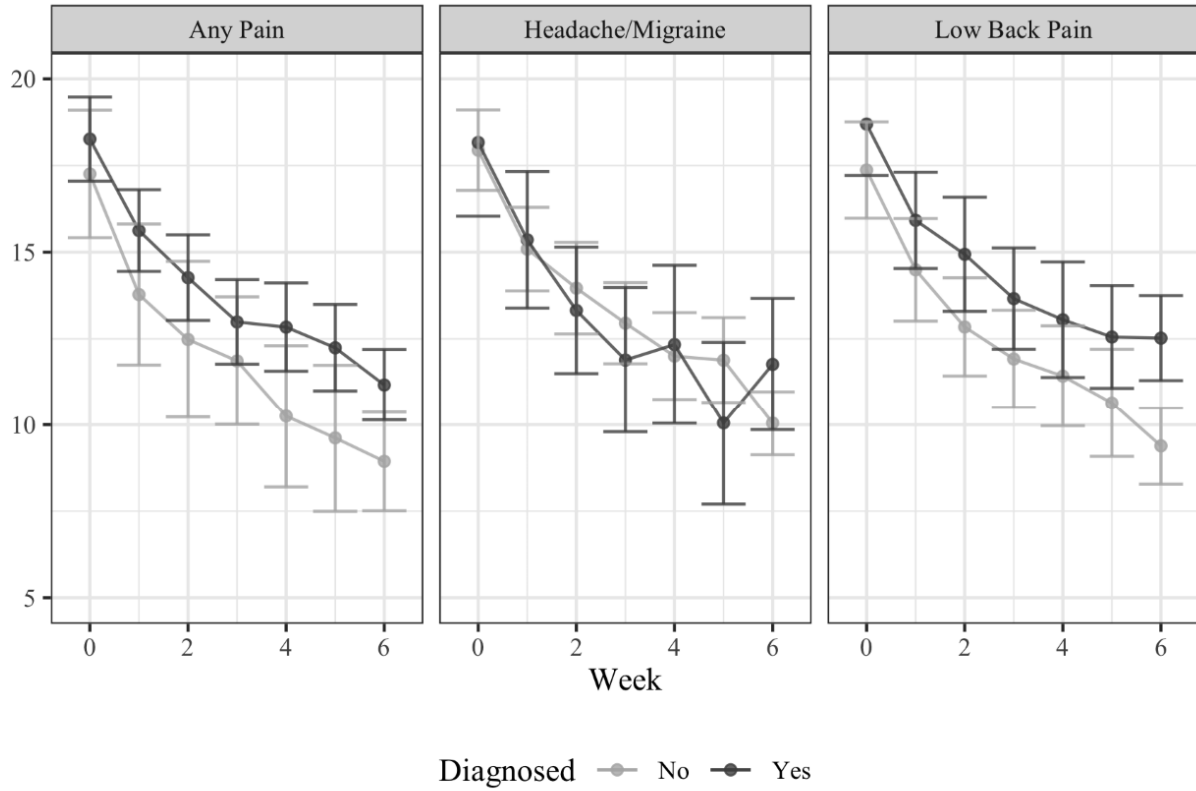 Any Pain Headache/Migraine Low Back Pain
20
15
10
5
0 2 4 6 0 2 4 6 0 2 4 6
Week
Diagnosed No Yes